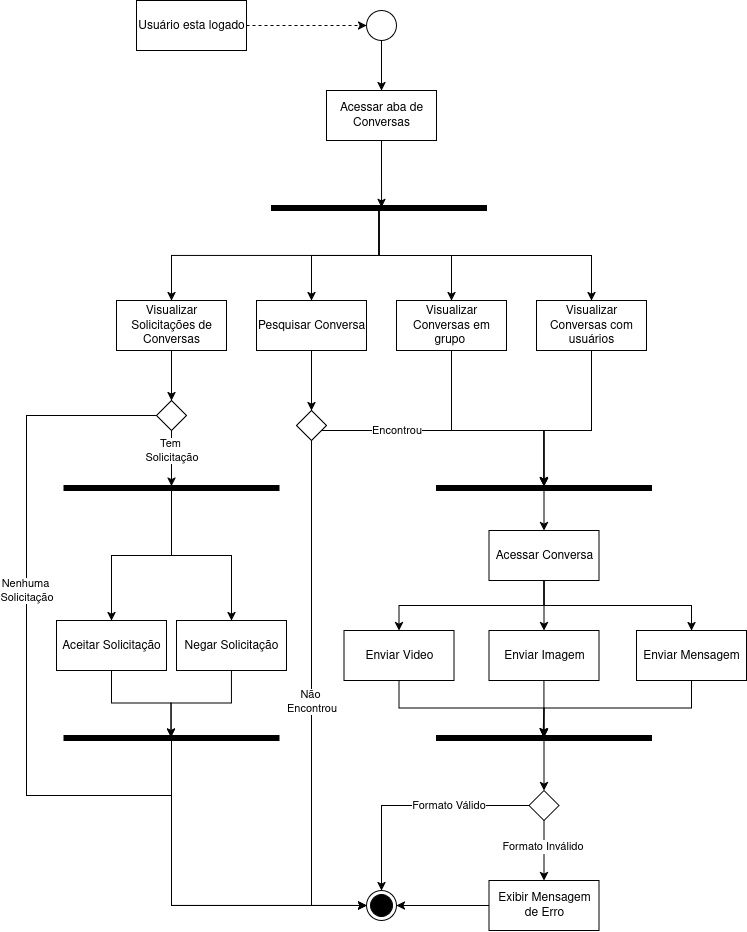 Usuário esta logado
Acessar aba de
Conversas
Visualizar
Solicitações de
Conversas
Pesquisar Conversa
Visualizar
Conversas em
grupo
Visualizar
Conversas com
usuários
Encontrou
Tem
Solicitação
Acessar Conversa
Nenhuma
Solicitação
Aceitar Solicitação
Negar Solicitação
Enviar Video
Enviar Imagem
Enviar Mensagem
Não
Encontrou
Formato Válido
Formato Inválido
Exibir Mensagem
de Erro